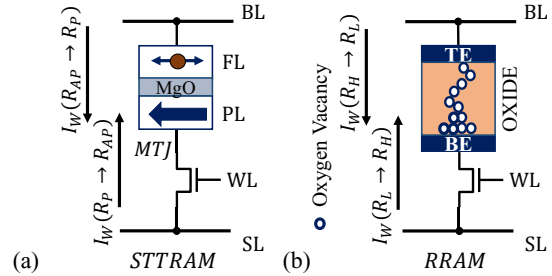 BL
I_W(R_AP → R_P)
I_W(R_P → R_AP)
FL
MgO
PL
MTJ
WL
SL
(a)
STTRAM
BL
I_W(R_H → R_L)
I_W(R_L → R_H)
Oxygen Vacancy
TE
OXIDE
BE
WL
SL
(b)
RRAM